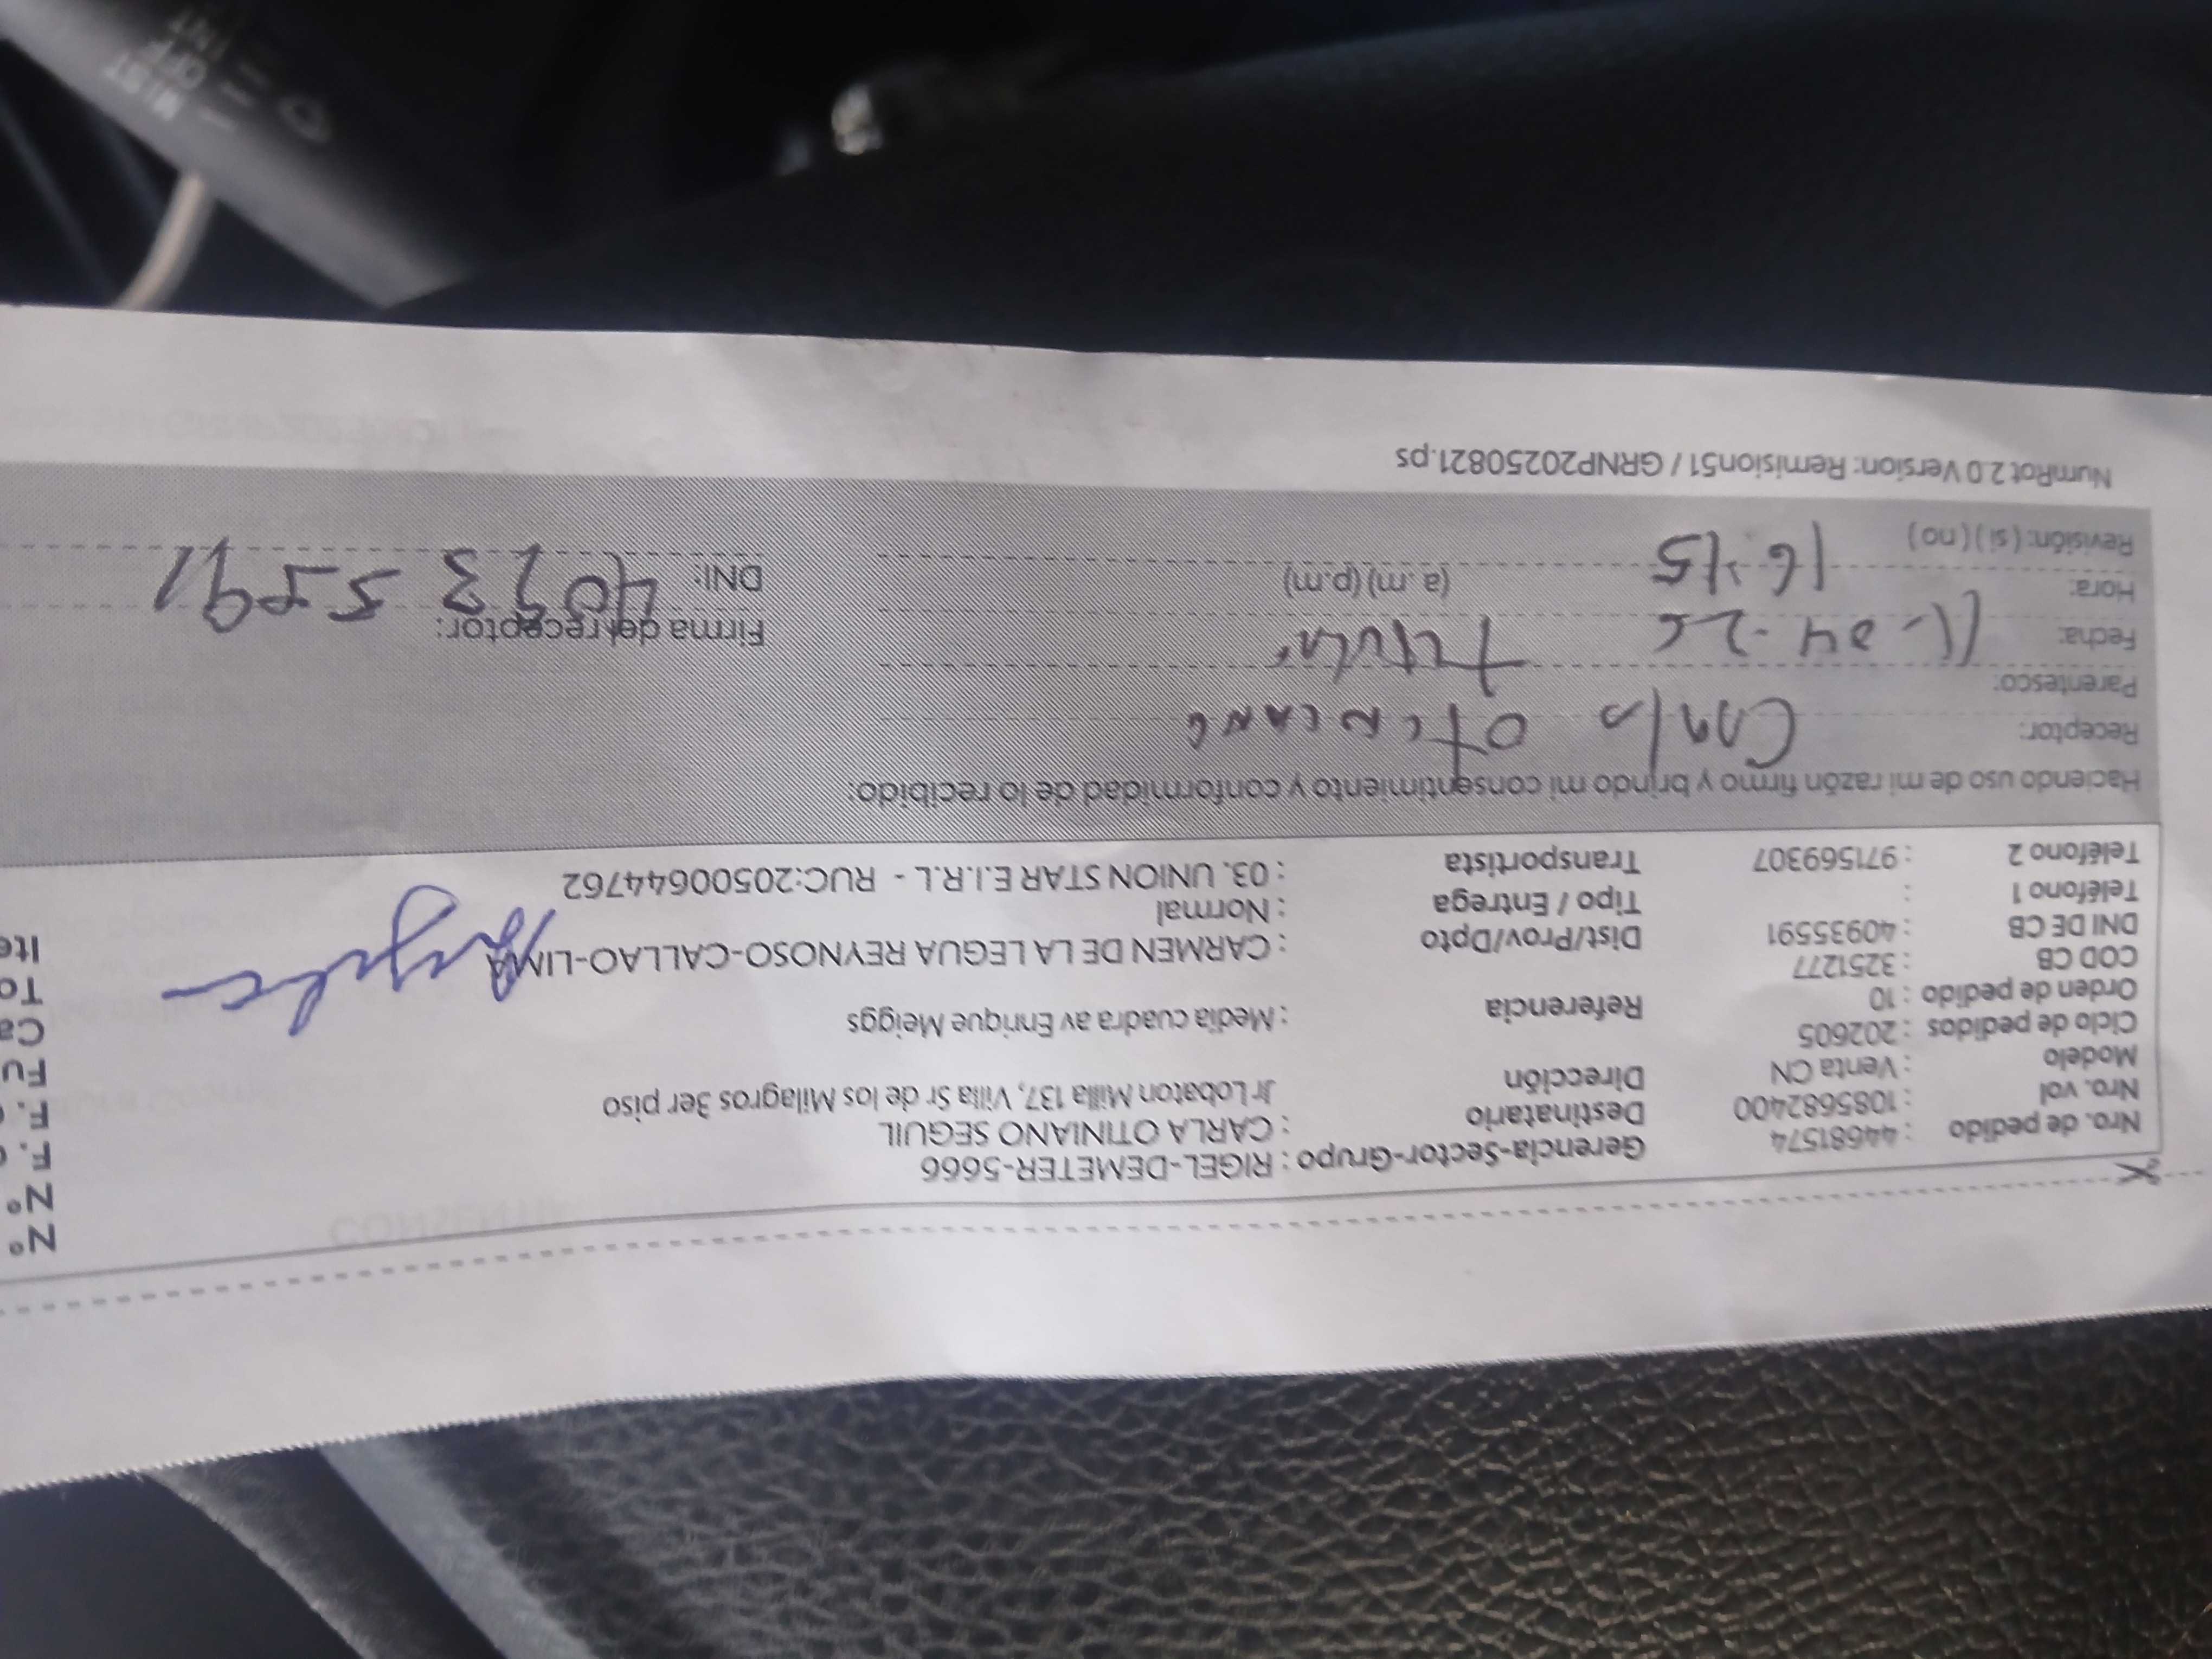 Nro. de pedido : 44681574 Gerencia-Sector-Grupo : RIGEL-DEMETER-5666
Nro. vol : 1085682400 Destinatario : CARLA OTINIANO SEGUIL
Modelo : Venta CN Dirección Jr Lobaton Milla 137, Villa Sr de los Milagros 3er piso
Ciclo de pedidos : 202605
Orden de pedido : 10 Referencia : Media cuadra av Enrique Meiggs
COD CB : 3251277
DNI DE CB : 40935591 Dist/Prov/Dpto : CARMEN DE LA LEGUA REYNOSO-CALLAO-LIMA
Teléfono 1 : Tipo / Entrega : Normal
Teléfono 2 : 971569307 Transportista : 03. UNION STAR E.I.R.L - RUC:20500644762
N°
N°
F.
F.
Fu
Ca
To
Ite
Haciendo uso de mi razón firmo y brindo mi consentimiento y conformidad de lo recibido:
Receptor: Carla
Parentesco: Titular
Fecha: 04-26 Firma del receptor:
Hora: 16:15 (a.m) (p.m) DNI: 40935591
Revisión: (si) (no)
NumRot 2.0 Version: Remision51 / GRNP20250821.ps
MIST
OFF
INT